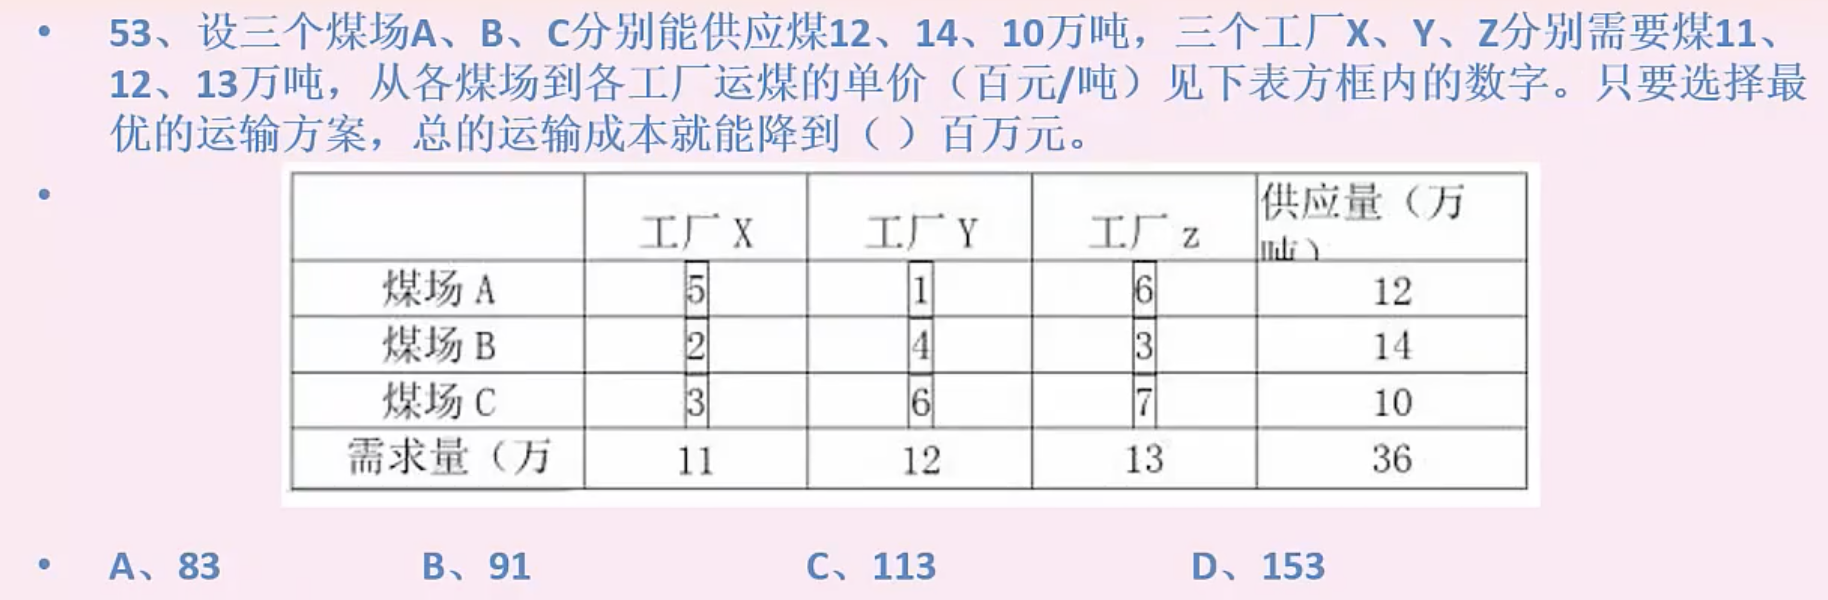 • 53、设三个煤场A、B、C分别能供应煤12、14、10万吨，三个工厂X、Y、Z分别需要煤11、
12、13万吨，从各煤场到各工厂运煤的单价（百元/吨）见下表方框内的数字。只要选择最
优的运输方案，总的运输成本就能降到（ ）百万元。
•
工厂 X 工厂 Y 工厂 z 供应量（万
吨）
煤场 A 5 1 6 12
煤场 B 2 4 3 14
煤场 C 3 6 7 10
需求量（万 11 12 13 36
• A、83 B、91 C、113 D、153